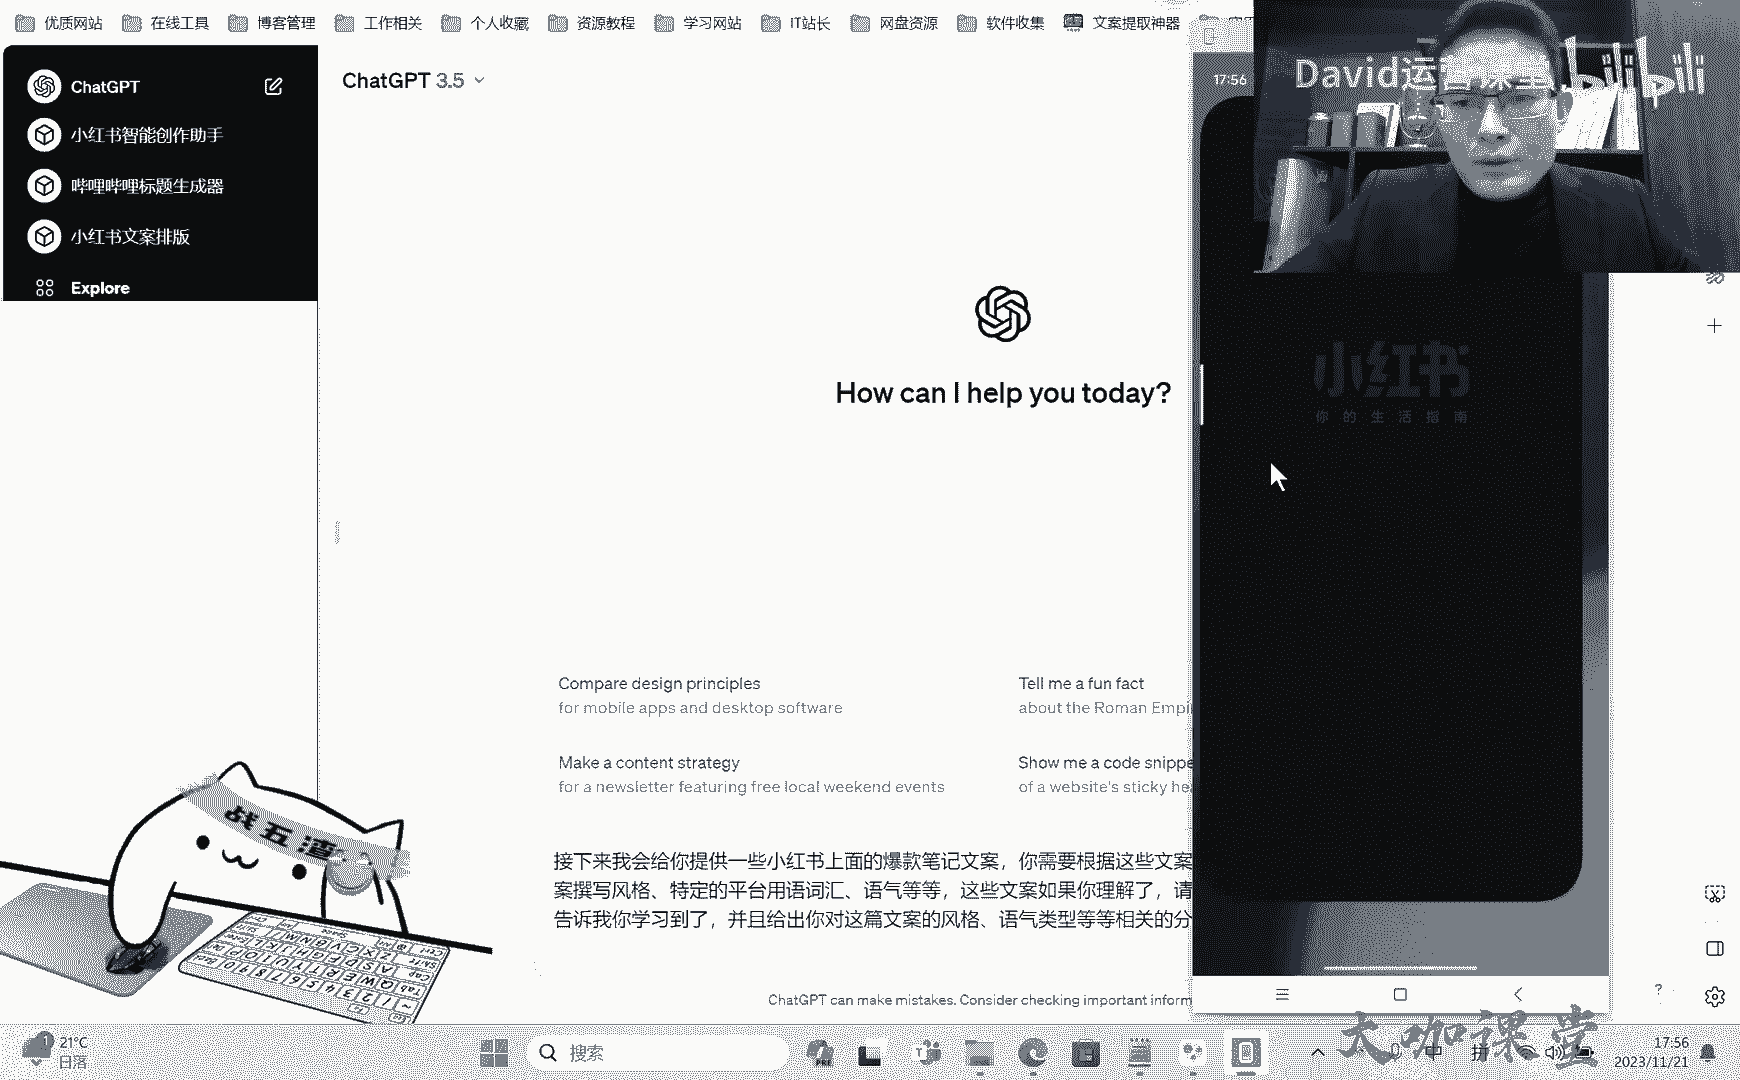 优质网站 在线工具 博客管理 工作相关 个人收藏 资源教程 学习网站 IT站长 网盘资源 软件收集 文案提取神器
ChatGPT
小红书智能创作助手
哔哩哔哩标题生成器
小红书文案排版
Explore
ChatGPT 3.5
17:56
David运营课堂 bilibili
小红书
你的生活指南
How can I help you today?
Compare design principles
for mobile apps and desktop software
Tell me a fun fact
about the Roman Empi
Make a content strategy
for a newsletter featuring free local weekend events
Show me a code snippe
of a website's sticky hea
接下来我会给你提供一些小红书上面的爆款笔记文案，你需要根据这些文案
案撰写风格、特定的平台用语词汇、语气等等，这些文案如果你理解了，请
告诉我你学习到了，并且给出你对这篇文案的风格、语气类型等等相关的分
ChatGPT can make mistakes. Consider checking important inform
战五渣
大咖课堂
21°C
日落
搜索
中
拼
17:56
2023/11/21